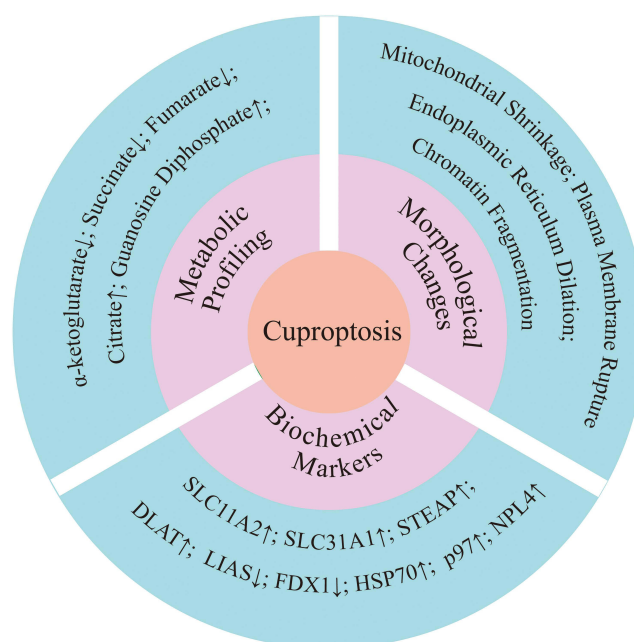 Cuproptosis
Metabolic
Profiling
α-ketoglutarate↓; Succinate↓; Fumarate↓;
Citrate↑; Guanosine Diphosphate↑;
Morphological
Changes
Mitochondrial Shrinkage; Plasma Membrane Rupture
Endoplasmic Reticulum Dilation;
Chromatin Fragmentation
Biochemical
Markers
SLC11A2↑; SLC31A1↑; STEAP↑;
DLAT↑; LIAS↓; FDX1↓; HSP70↑; p97↑; NPL4↑